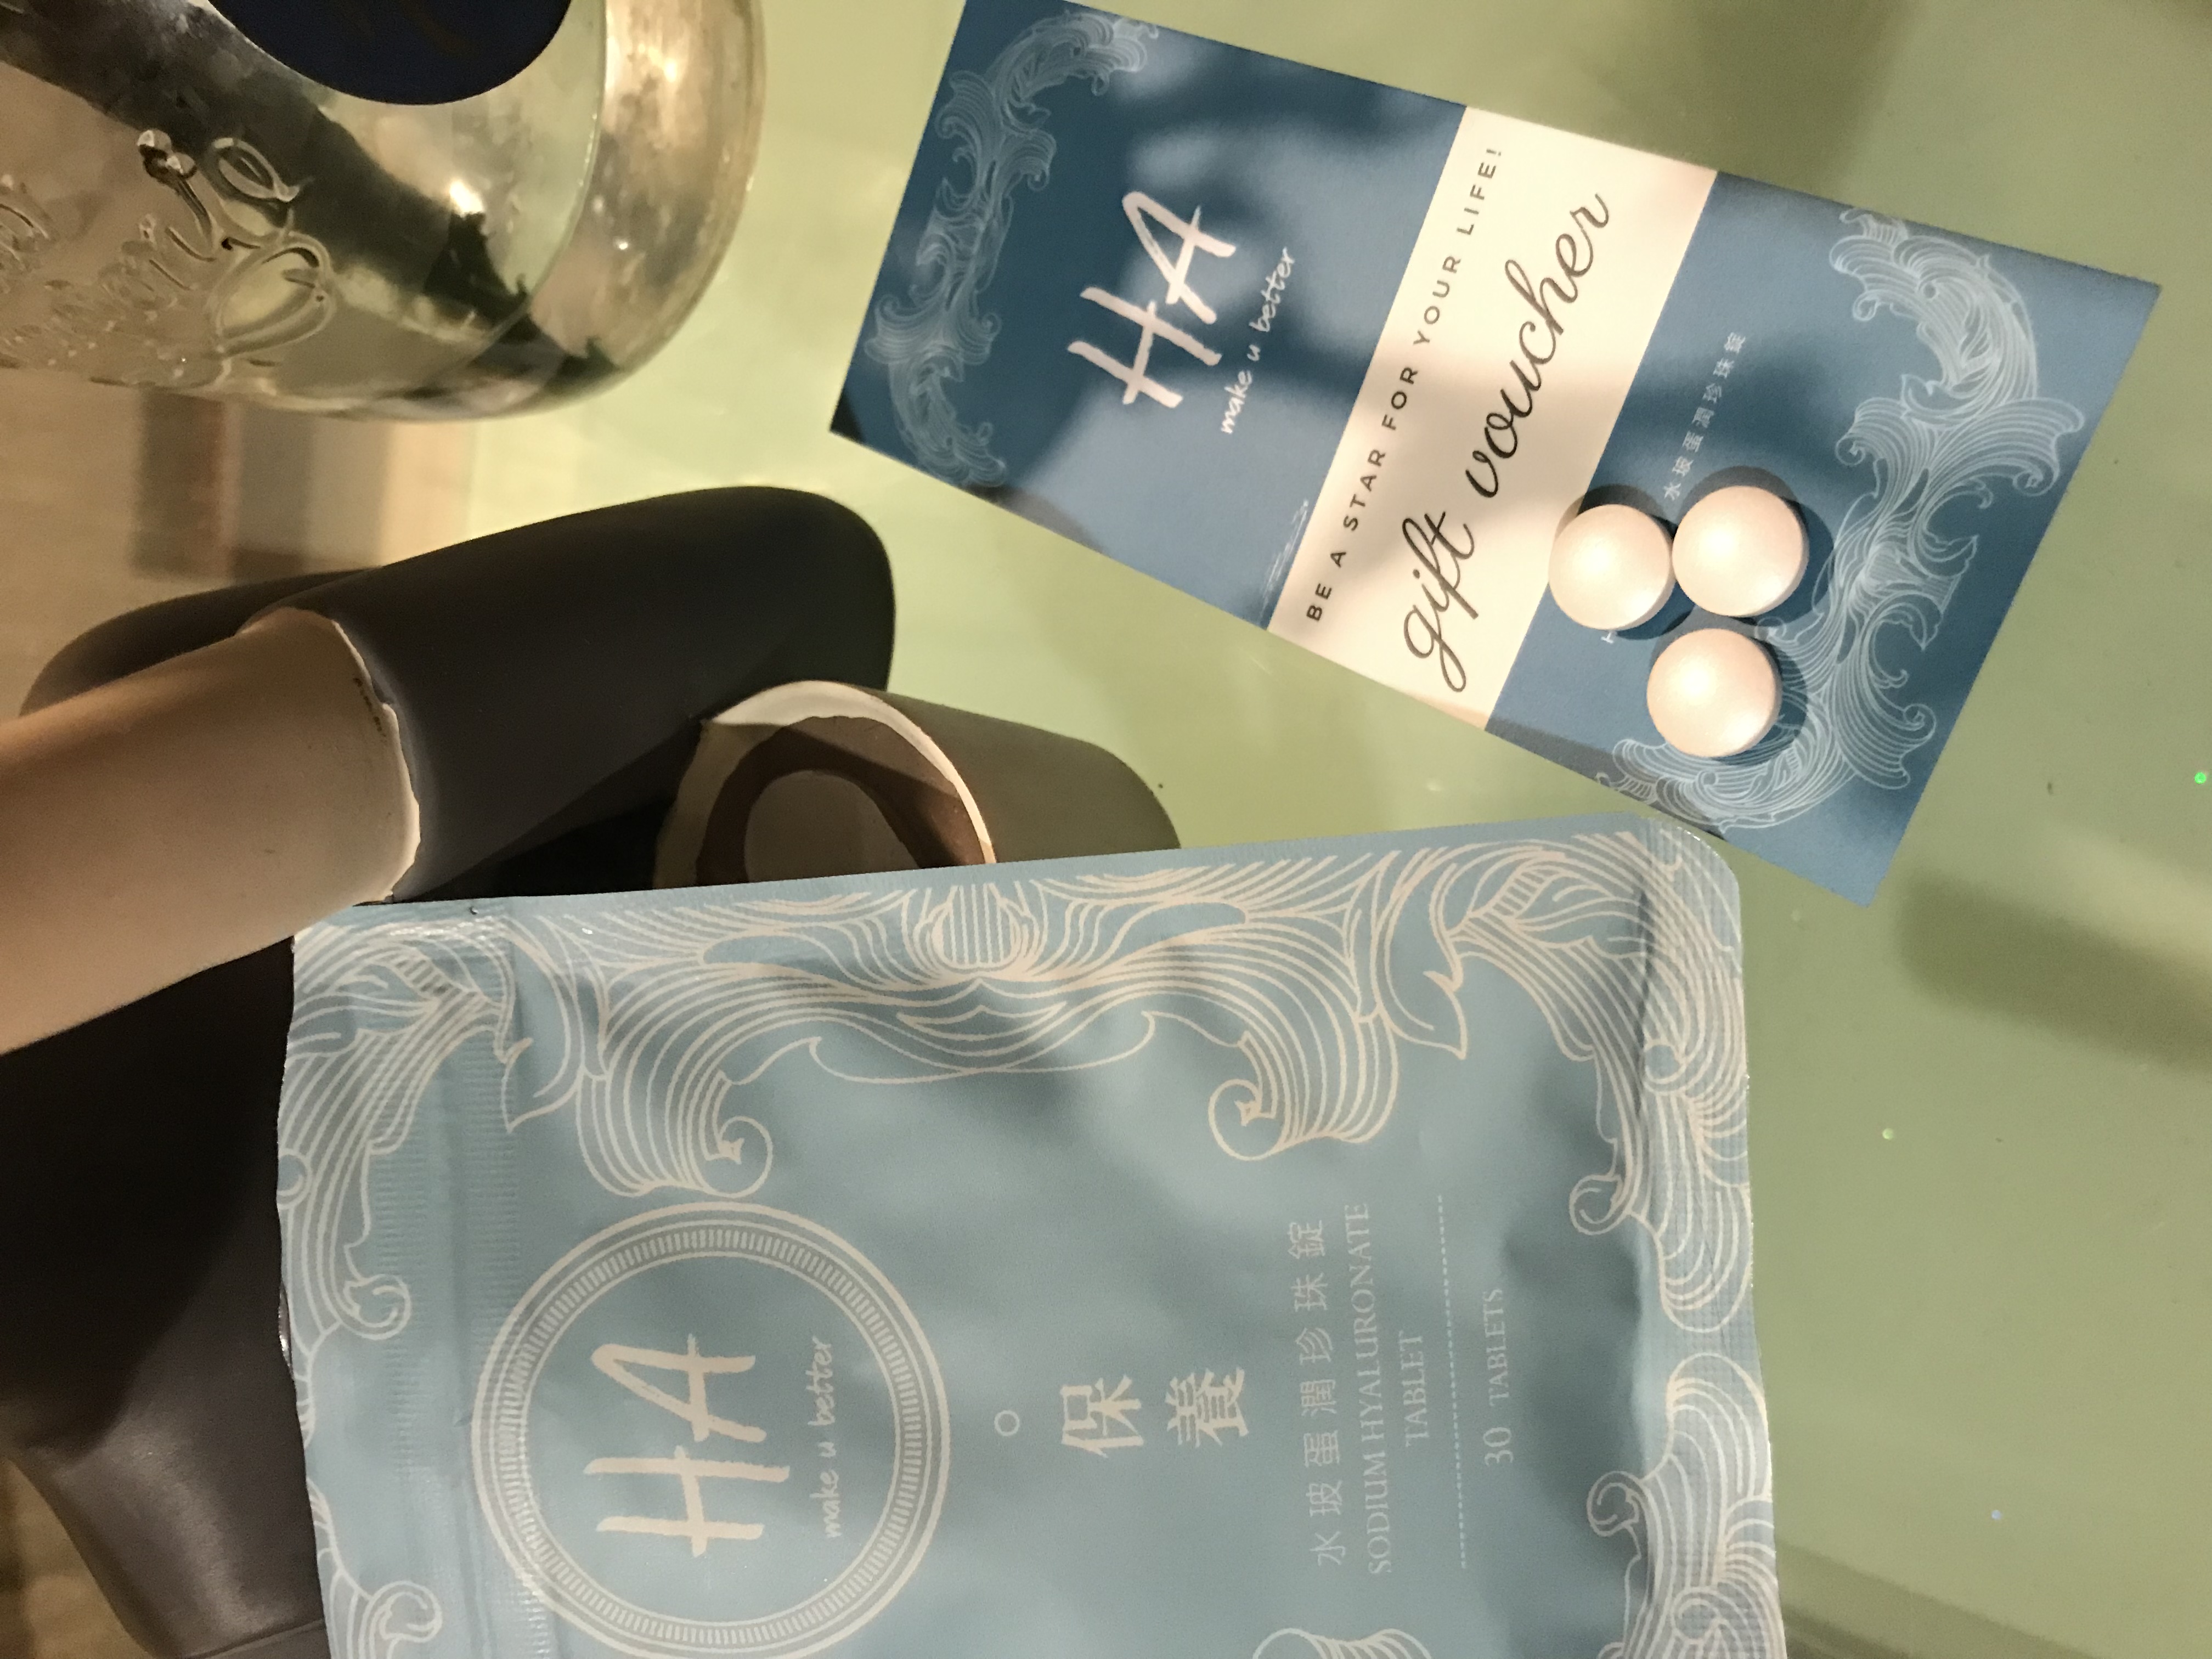 HA
make u better
BE A STAR FOR YOUR LIFE!
gift voucher
水玻蛋潤珍珠錠
HA
make u better
保
養
水玻蛋潤珍珠錠
SODIUM HYALURONATE
TABLET
30 TABLETS